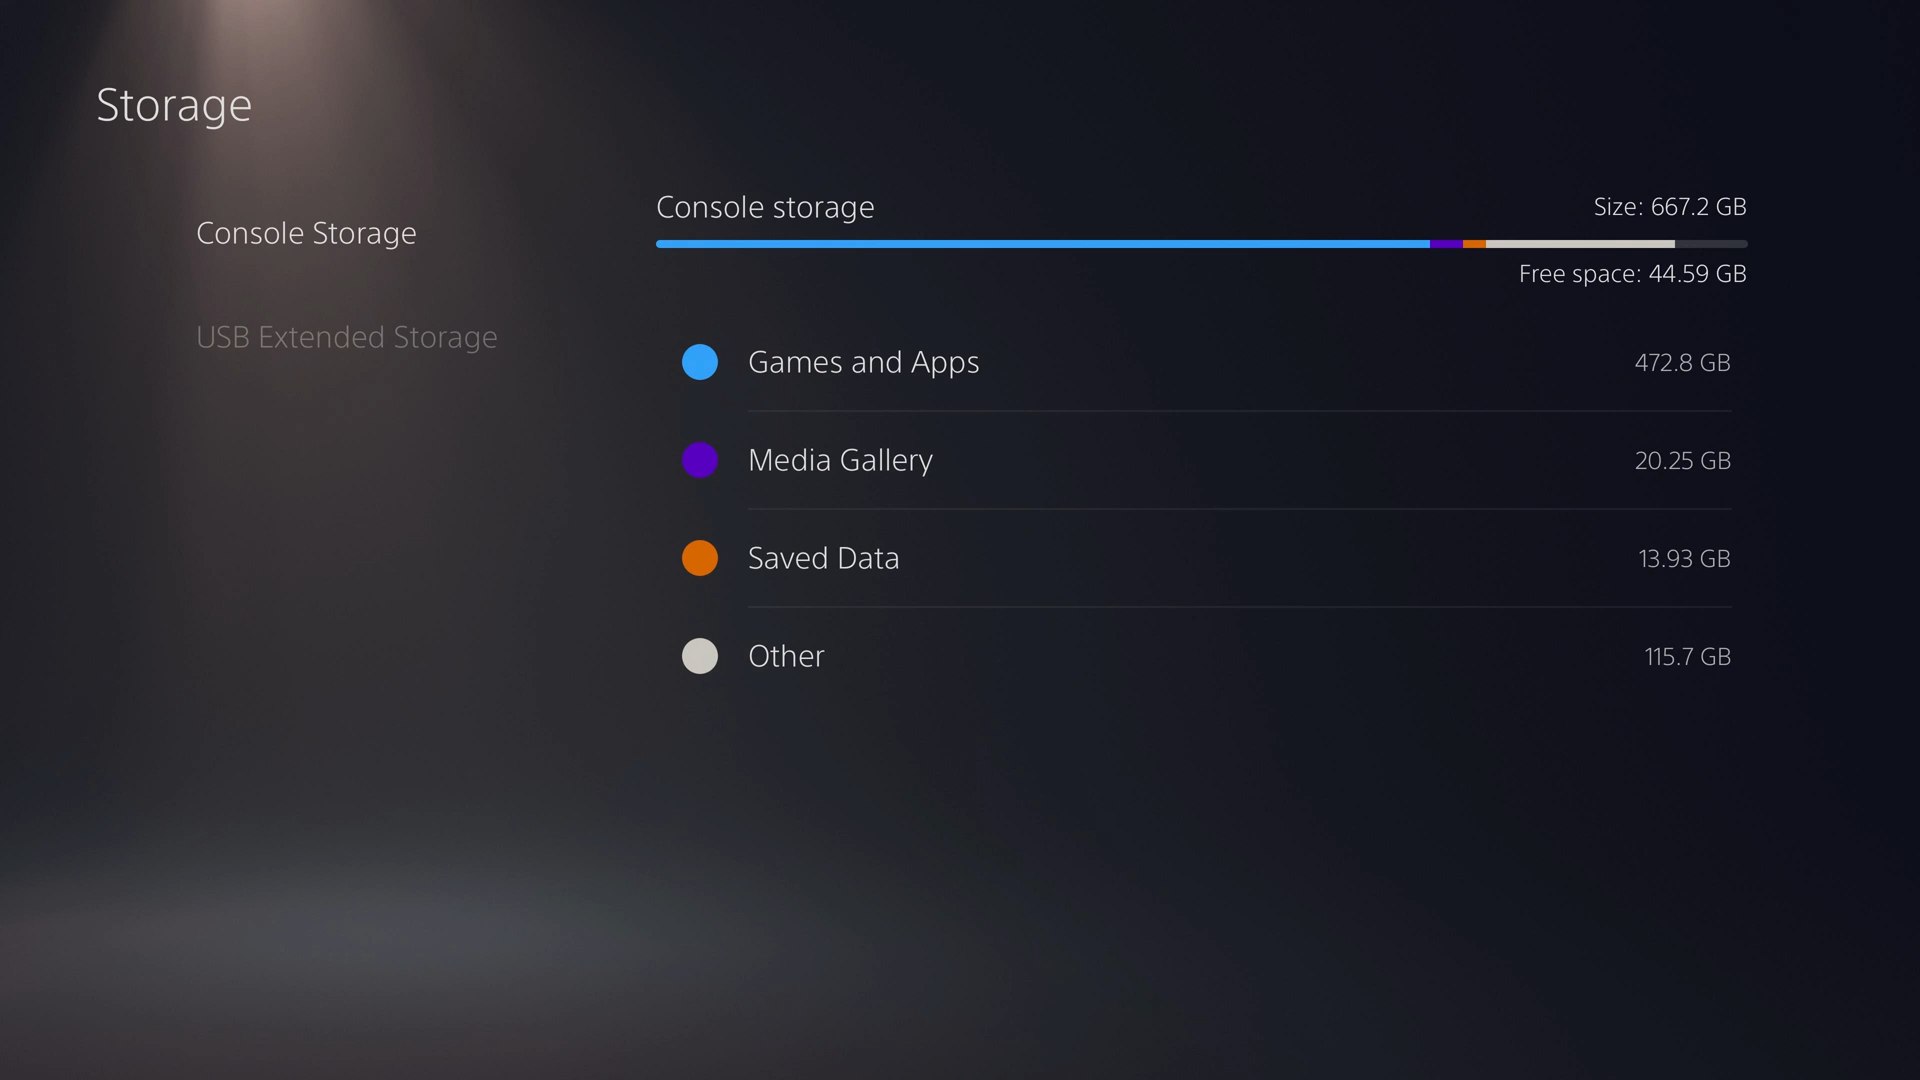 Storage
Console Storage
USB Extended Storage
Console storage
Size: 667.2 GB
Free space: 44.59 GB
Games and Apps
472.8 GB
Media Gallery
20.25 GB
Saved Data
13.93 GB
Other
115.7 GB